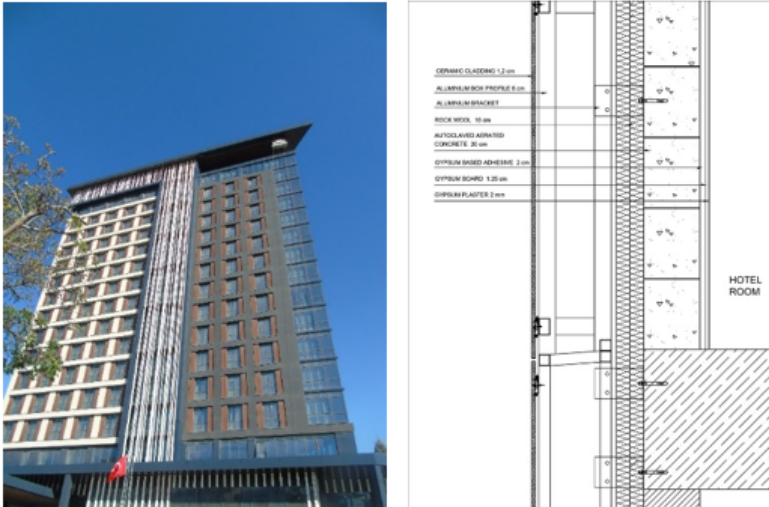 CERAMIC CLADDING 1,2 cm
ALUMINIUM BOX PROFILE 6 cm
ALUMINIUM BRACKET
ROCK WOOL 10 cm
AUTOCLAVED AERATED
CONCRETE 20 cm
GYPSUM BASED ADHESIVE 2 cm
GYPSUM BOARD 1.25 cm
GYPSUM PLASTER 2 mm
HOTEL
ROOM